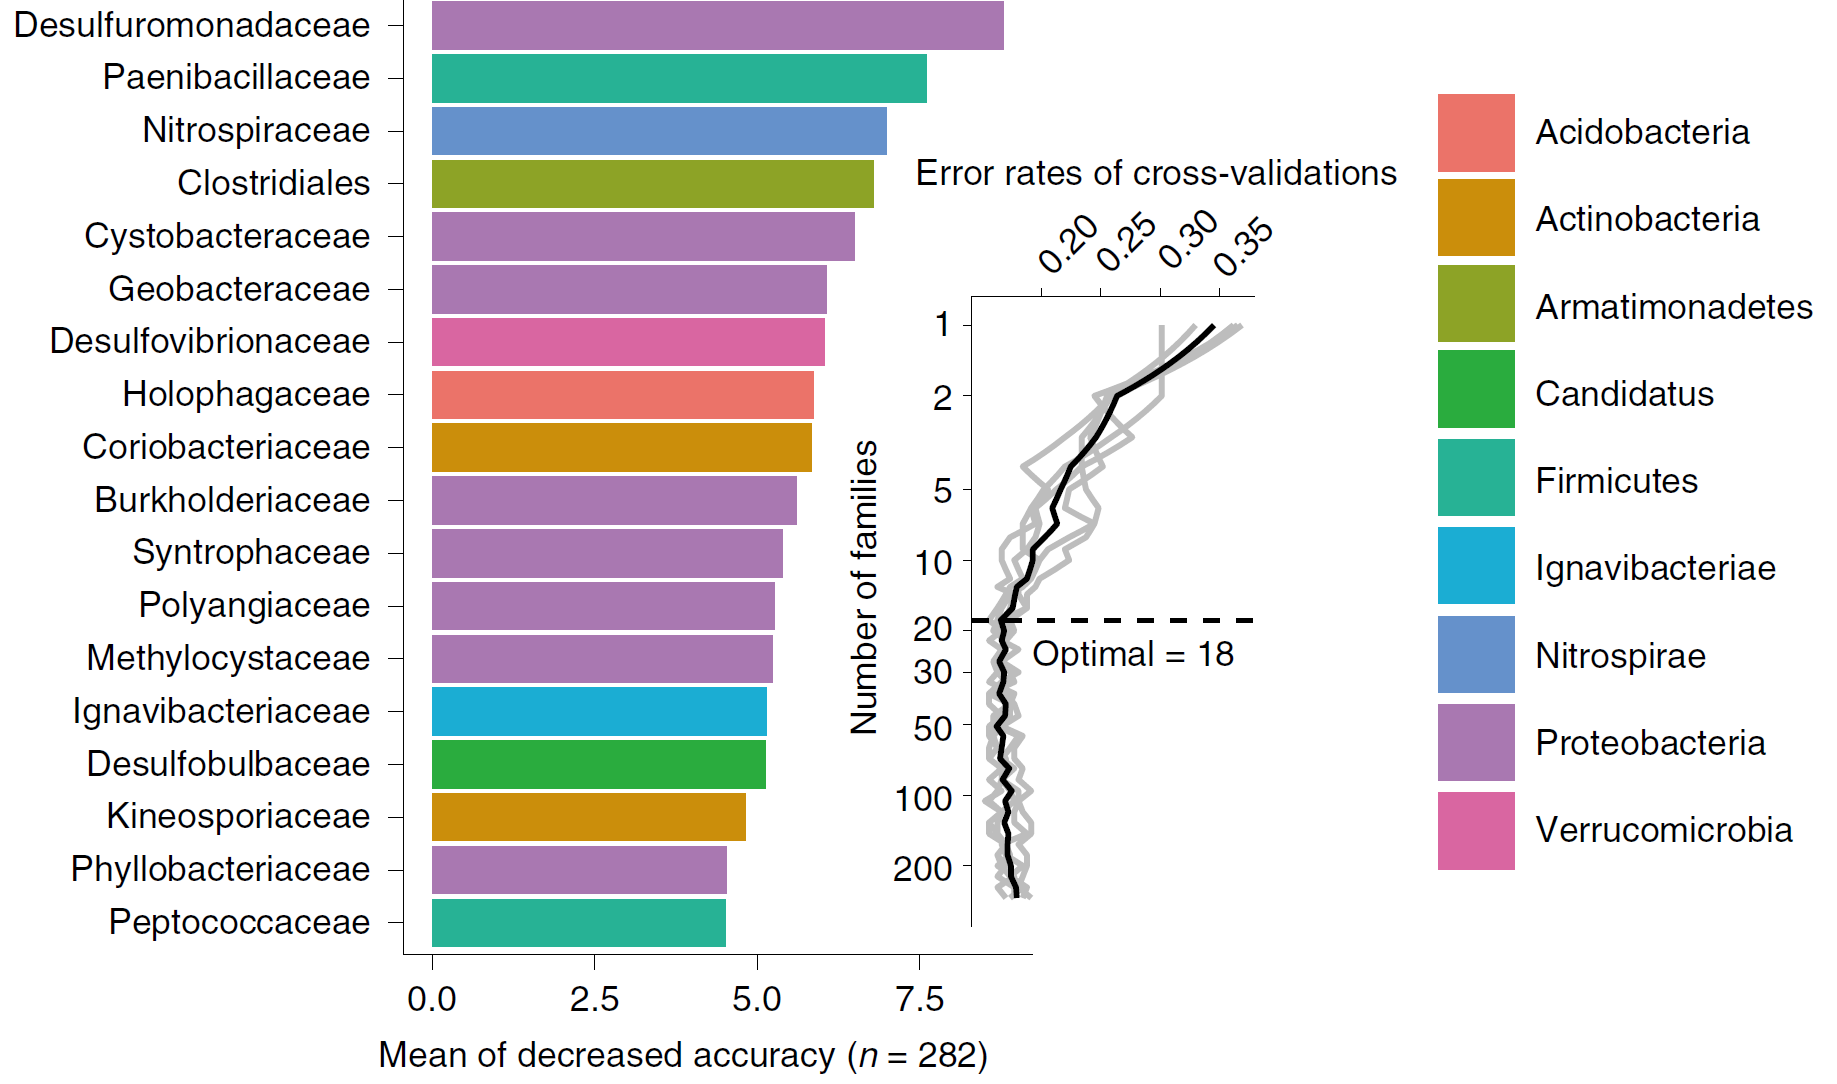 Desulfuromonadaceae
Paenibacillaceae
Nitrospiraceae
Clostridiales
Cystobacteraceae
Geobacteraceae
Desulfovibrionaceae
Holophagaceae
Coriobacteriaceae
Burkholderiaceae
Syntrophaceae
Polyangiaceae
Methylocystaceae
Ignavibacteriaceae
Desulfobulbaceae
Kineosporiaceae
Phyllobacteriaceae
Peptococcaceae
0.0 2.5 5.0 7.5
Mean of decreased accuracy (n = 282)
Error rates of cross-validations
0.20 0.25 0.30 0.35
Number of families
1
2
5
10
20
30
50
100
200
Optimal = 18
Acidobacteria
Actinobacteria
Armatimonadetes
Candidatus
Firmicutes
Ignavibacteriae
Nitrospirae
Proteobacteria
Verrucomicrobia